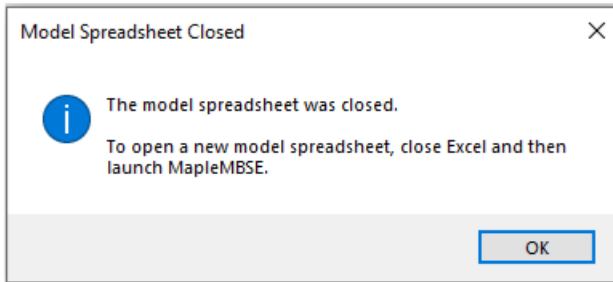 Model Spreadsheet Closed
The model spreadsheet was closed.
To open a new model spreadsheet, close Excel and then
launch MapleMBSE.
OK